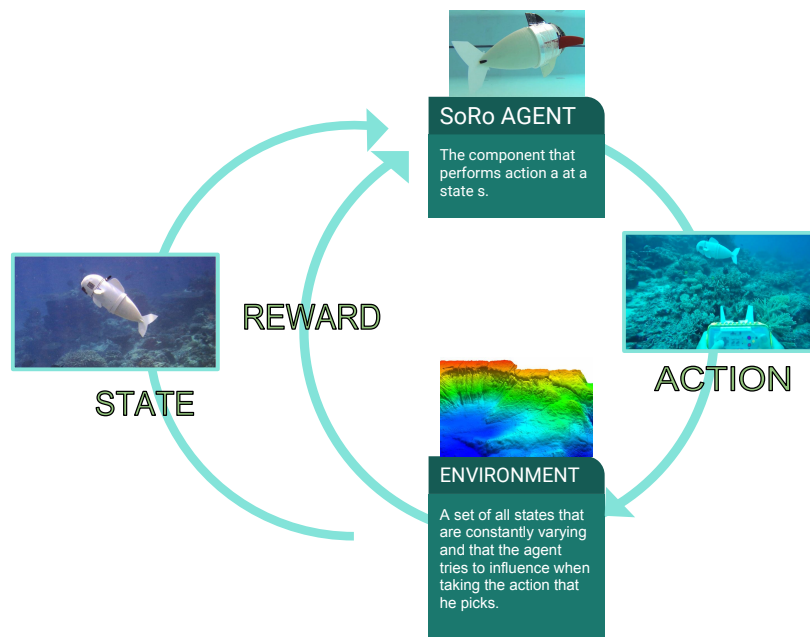 SoRo AGENT
The component that
performs action a at a
state s.
REWARD
STATE
ACTION
ENVIRONMENT
A set of all states that
are constantly varying
and that the agent
tries to influence when
taking the action that
he picks.